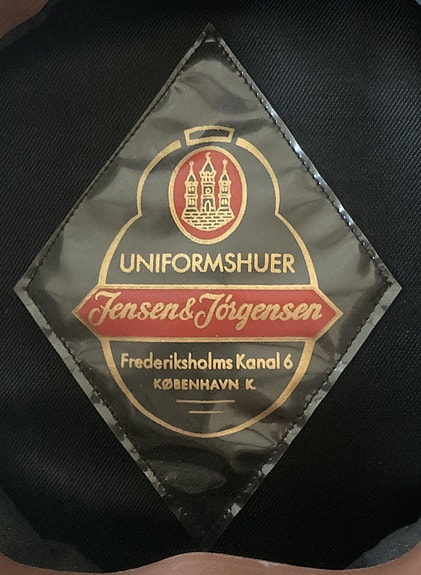 UNIFORMSHUER
Jensen & Jörgensen
Frederiksholms Kanal 6
KØBENHAVN K.